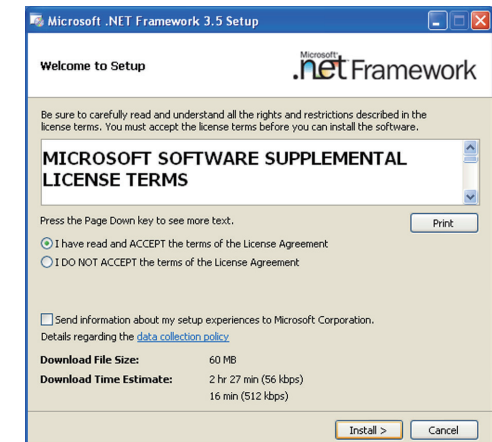 Microsoft .NET Framework 3.5 Setup
Welcome to Setup
Microsoft
.net Framework
Be sure to carefully read and understand all the rights and restrictions described in the
license terms. You must accept the license terms before you can install the software.
MICROSOFT SOFTWARE SUPPLEMENTAL
LICENSE TERMS
Press the Page Down key to see more text.
Print
I have read and ACCEPT the terms of the License Agreement
I DO NOT ACCEPT the terms of the License Agreement
Send information about my setup experiences to Microsoft Corporation.
Details regarding the data collection policy
Download File Size: 60 MB
Download Time Estimate: 2 hr 27 min (56 kbps)
16 min (512 kbps)
Install > Cancel